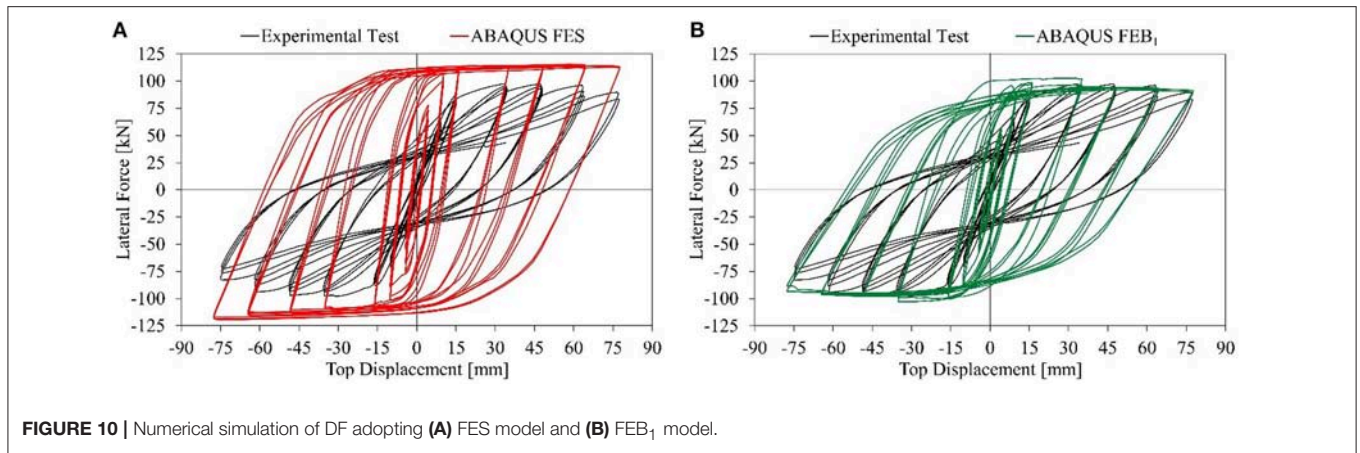 A
Experimental Test
ABAQUS FES
125
100
75
50
25
0
-25
-50
-75
-100
-125
Lateral Force [kN]
-90 -75 -60 -45 -30 -15 0 15 30 45 60 75 90
Top Displacement [mm]
B
Experimental Test
ABAQUS FEB₁
125
100
75
50
25
0
-25
-50
-75
-100
-125
Lateral Force [kN]
-90 -75 -60 -45 -30 -15 0 15 30 45 60 75 90
Top Displacement [mm]
FIGURE 10 | Numerical simulation of DF adopting (A) FES model and (B) FEB₁ model.